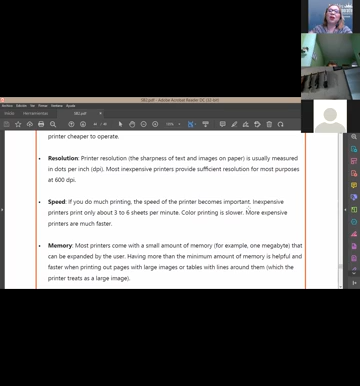 Inicio Herramientas DEI.pdf
printer cheaper to operate.
• Resolution: Printer resolution (the sharpness of text and images on paper) is usually measured
in dots per inch (dpi). Most inexpensive printers provide sufficient resolution for most purposes
at 600 dpi.
• Speed: If you do much printing, the speed of the printer becomes important. Inexpensive
printers print only about 3 to 6 sheets per minute. Color printing is slower. More expensive
printers are much faster.
• Memory: Most printers come with a small amount of memory (for example, one megabyte) that
can be expanded by the user. Having more than the minimum amount of memory is helpful and
faster when printing out pages with large images or tables with lines around them (which the
printer treats as a large image).